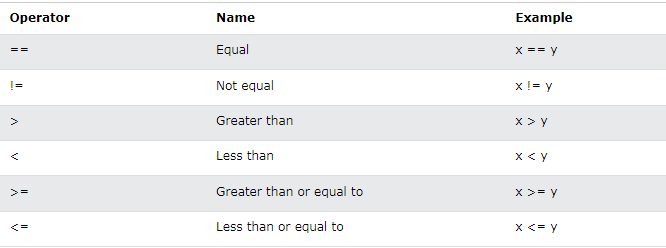 Operator Name Example
== Equal x == y
!= Not equal x != y
> Greater than x > y
< Less than x < y
>= Greater than or equal to x >= y
<= Less than or equal to x <= y